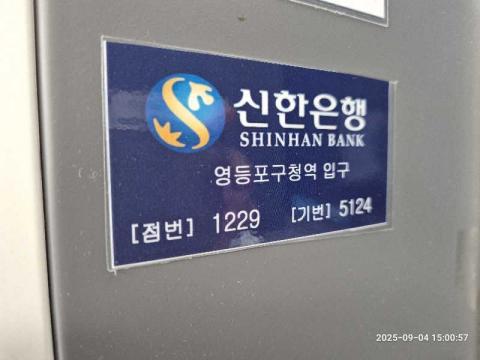 신한은행
SHINHAN BANK
영등포구청역 입구
[점번] 1229 [기번] 5124
2025-09-04 15:00:57